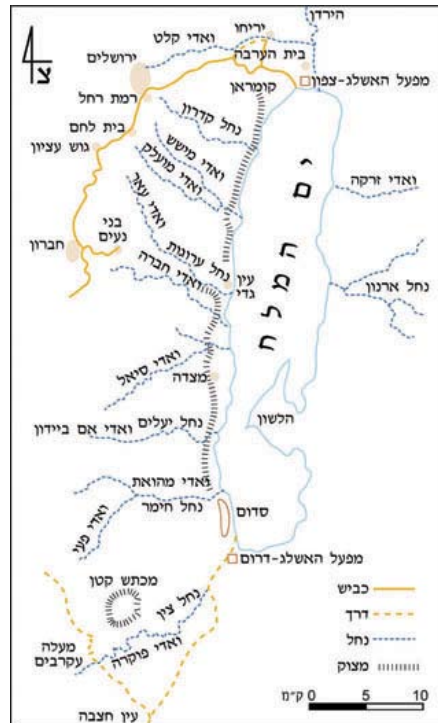 הירדן
יריחו
ואדי קלט
בית הערבה
ירושלים
מפעל האשלג-צפון
קומראן
רמת רחל
נחל קדרון
בית לחם
ואדי מישש
גוש עציון
ואדי מועלק
ים המלח
ואדי זרקה
ואדי עאר
בני
נעים
חברון
נחל ערוגות
עין
גדי
ואדי חברה
נחל ארנון
ואדי סיאל
מצדה
הלשון
נחל יעלים
ואדי אם ביידון
ואדי מהואת
נחל חימר
סדום
ואדי פעי
מפעל האשלג-דרום
מכתש קטן
נחל צין
ואדי פוקרה
מעלה
עקרבים
עין חצבה
כביש
דרך
נחל
מצוק
ק"מ
0
5
10
צ